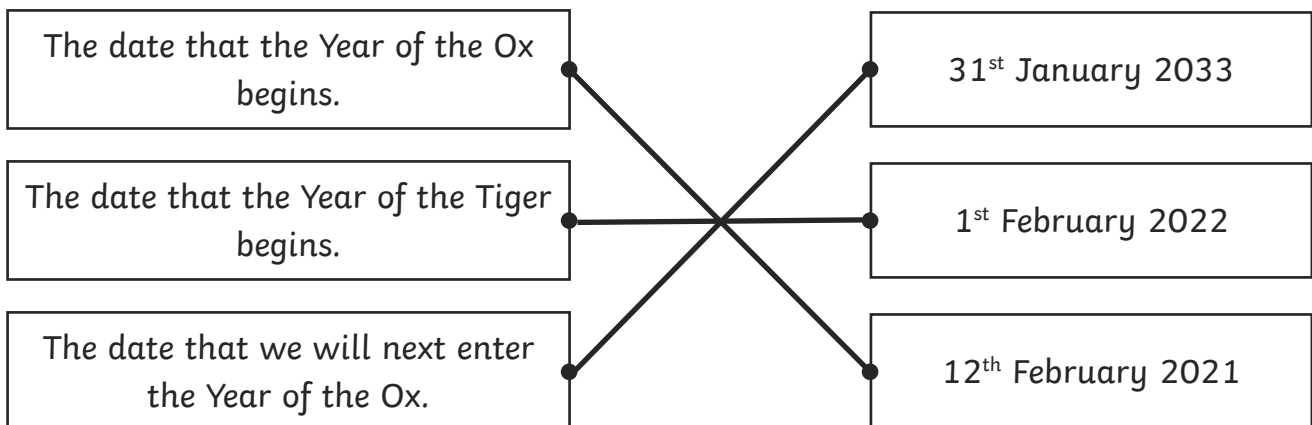 The date that the Year of the Ox
begins.
31st January 2033
The date that the Year of the Tiger
begins.
1st February 2022
The date that we will next enter
the Year of the Ox.
12th February 2021